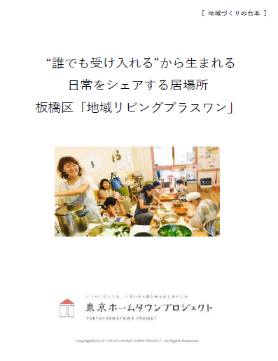 [ 地域づくりの台本 ]
“誰でも受け入れる”から生まれる
日常をシェアする居場所
板橋区「地域リビングプラスワン」
東京ホームタウンプロジェクト
TOKYO HOMETOWN PROJECT